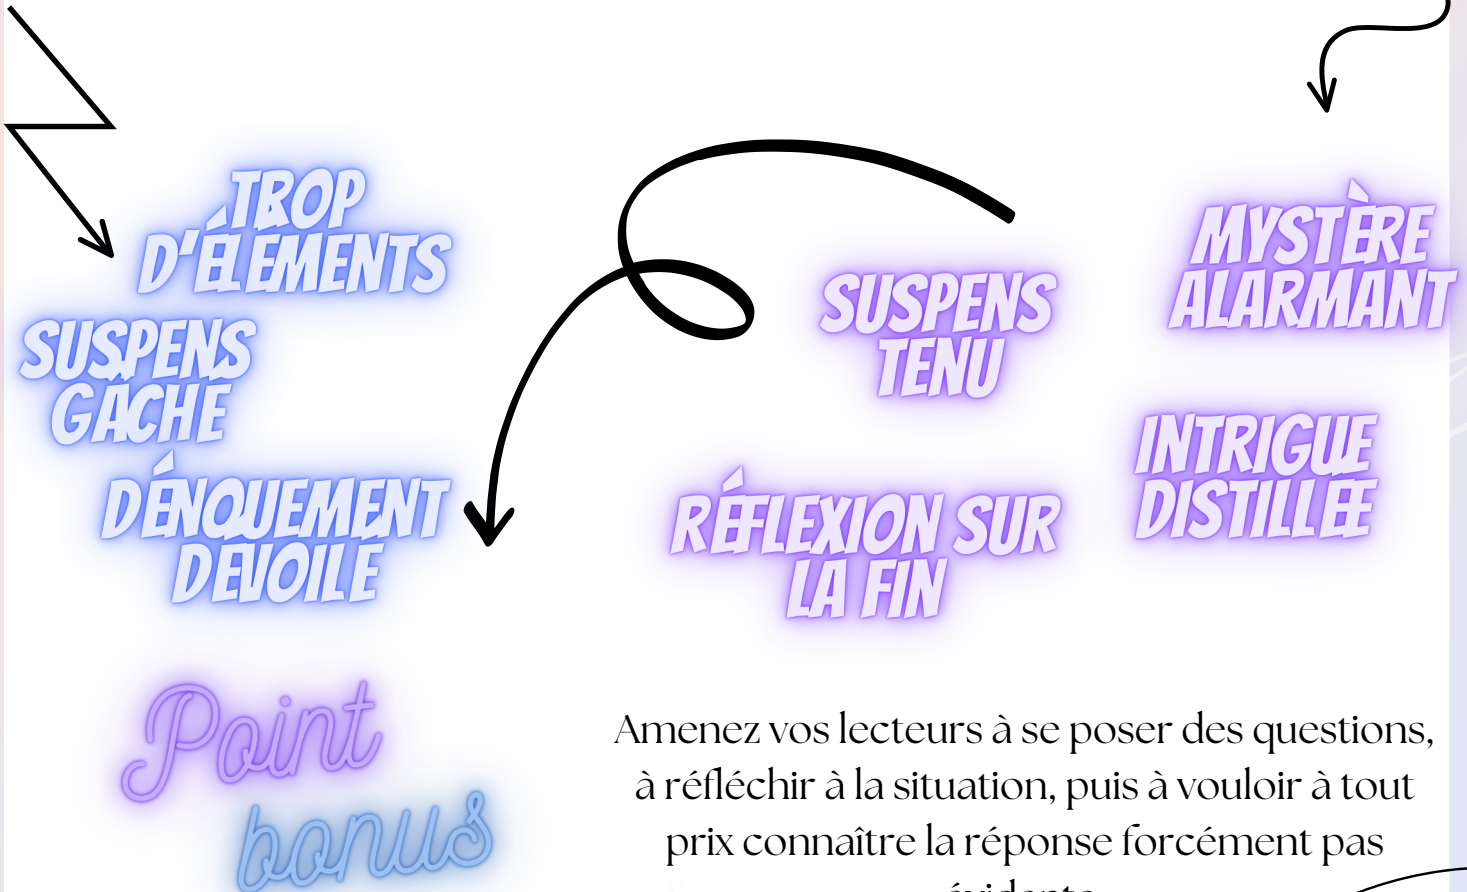 TROP
D'ÉLÉMENTS
SUSPENS
GÂCHÉ
DÉNOUEMENT
DÉVOILÉ
SUSPENS
TENU
MYSTÈRE
ALARMANT
INTRIGUE
DISTILLÉE
RÉFLEXION SUR
LA FIN
Point
bonus
Amenez vos lecteurs à se poser des questions,
à réfléchir à la situation, puis à vouloir à tout
prix connaître la réponse forcément pas